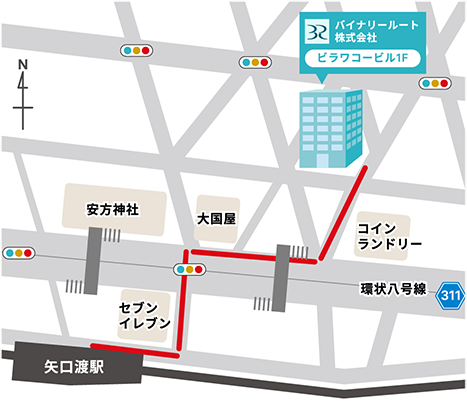 バイナリールート
株式会社
ビラワコービル1F
N
安方神社
大国屋
コイン
ランドリー
環状八号線
311
セブン
イレブン
矢口渡駅